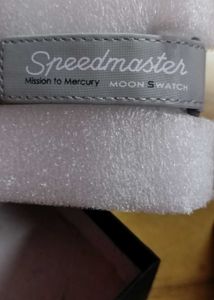 Speedmaster
Mission to Mercury MOONSWATCH